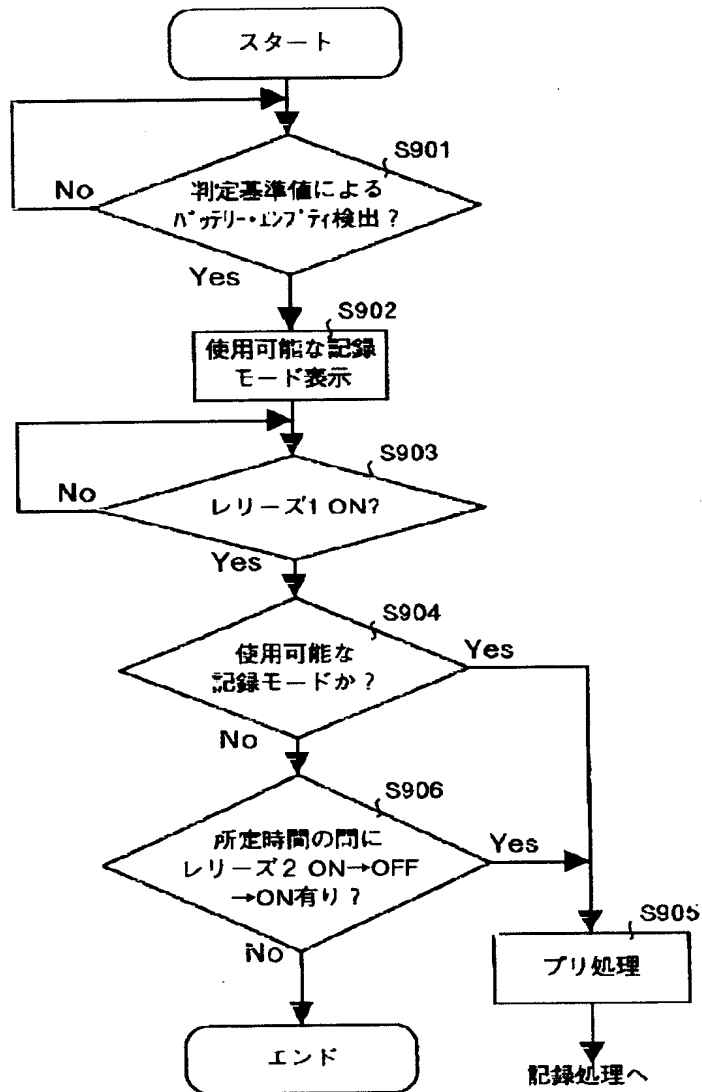 スタート
S901
判定基準値による
バッテリー・エンプティ検出?
No
Yes
S902
使用可能な記録
モード表示
S903
レリーズ1 ON?
No
Yes
S904
使用可能な
記録モードか?
Yes
No
S906
所定時間の間に
レリーズ2 ON→OFF
→ON有り?
Yes
No
S905
プリ処理
エンド
記録処理へ